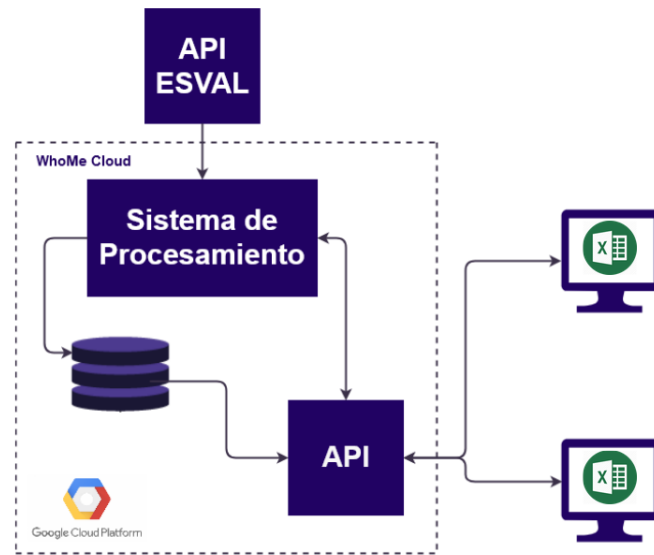 API
ESVAL
WhoMe Cloud
Sistema de
Procesamiento
X
API
X
Google Cloud Platform